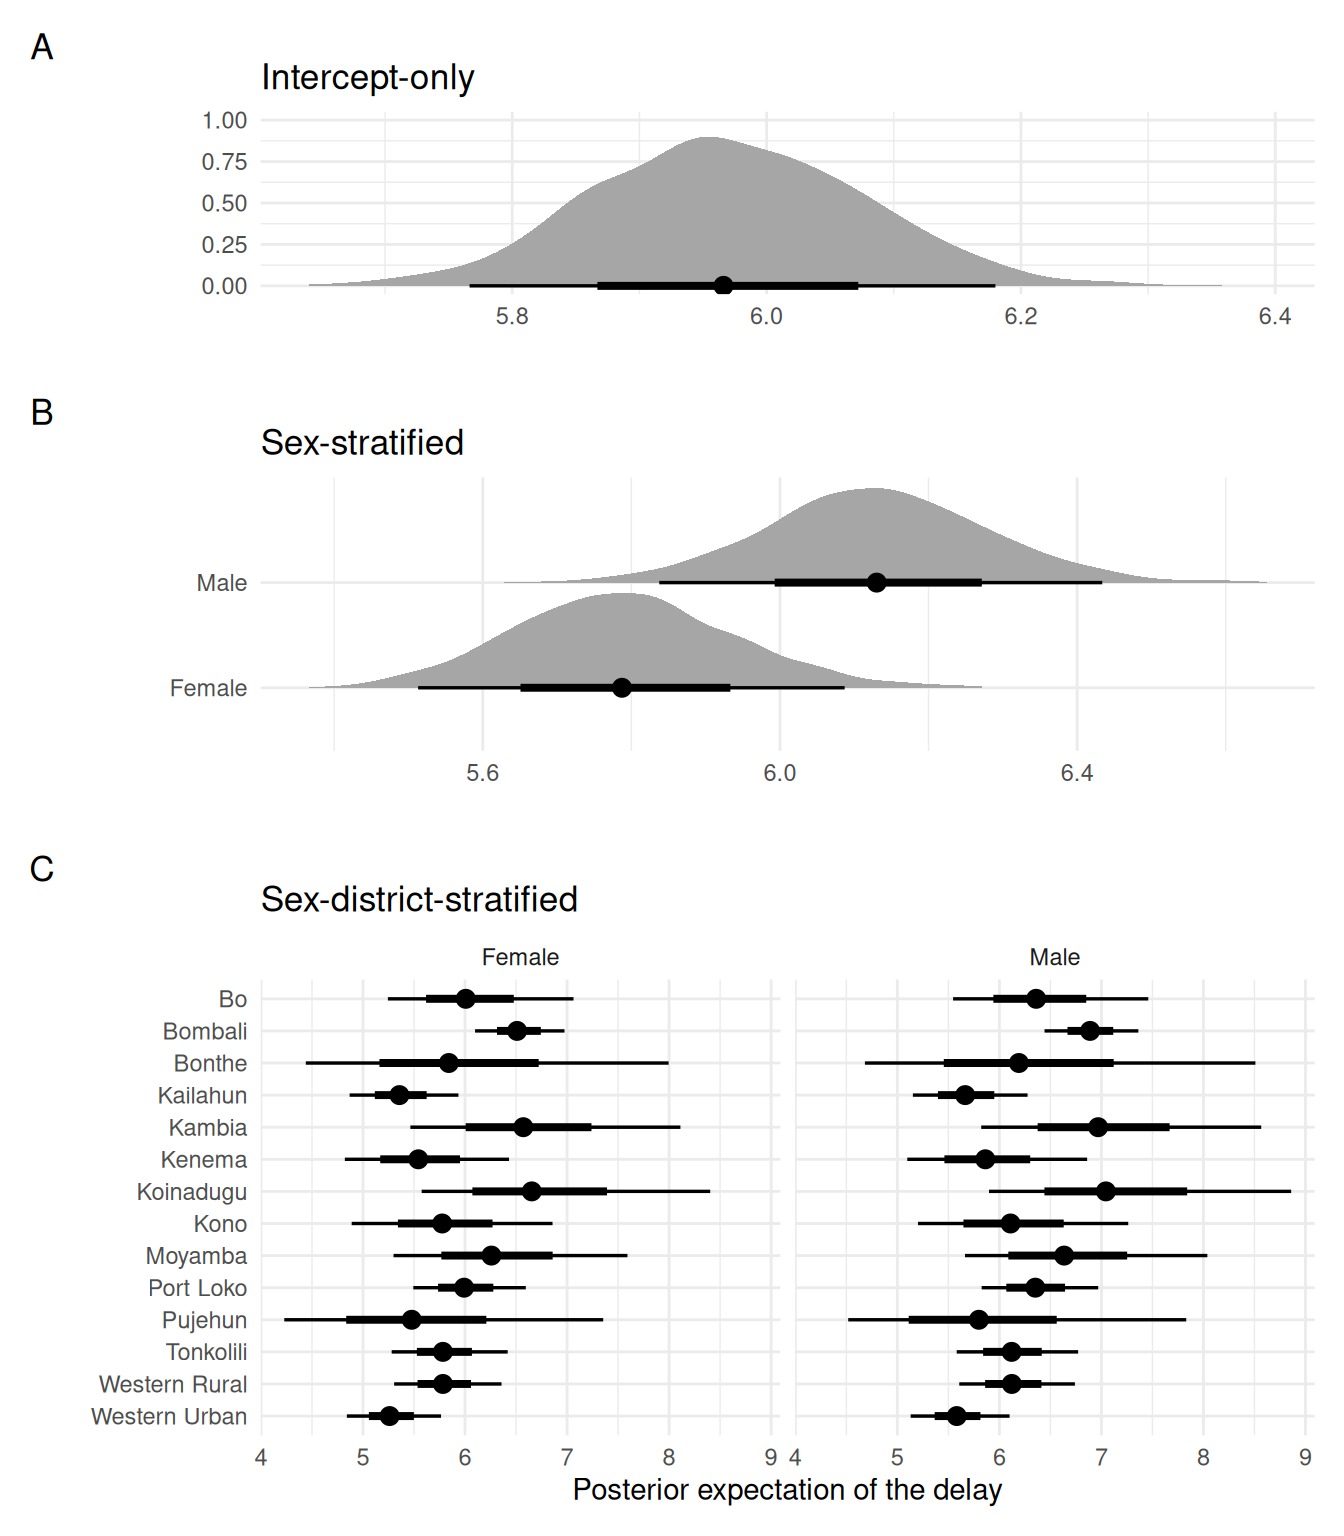 A
Intercept-only
1.00
0.75
0.50
0.25
0.00
5.8 6.0 6.2 6.4
B
Sex-stratified
Male
Female
5.6 6.0 6.4
C
Sex-district-stratified
Female Male
Bo
Bombali
Bonthe
Kailahun
Kambia
Kenema
Koinadugu
Kono
Moyamba
Port Loko
Pujehun
Tonkolili
Western Rural
Western Urban
4 5 6 7 8 9 4 5 6 7 8 9
Posterior expectation of the delay